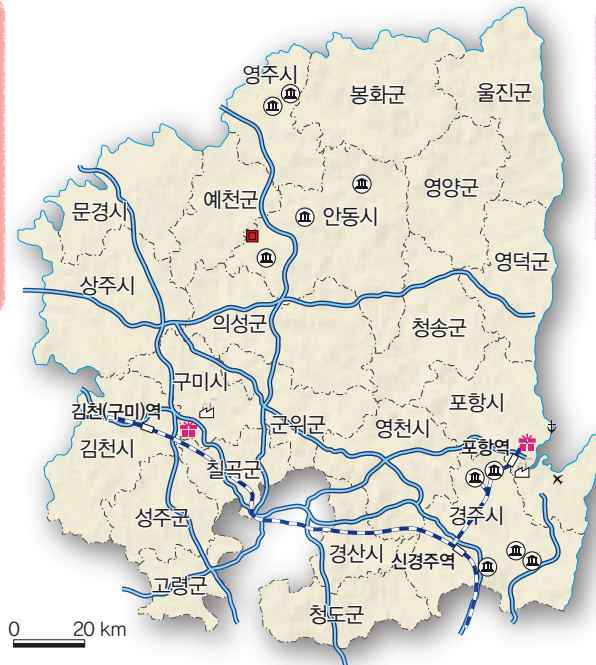 영주시
봉화군
울진군
예천군
영양군
문경시
안동시
영덕군
상주시
의성군
청송군
구미시
포항시
김천(구미)역
군위군
영천시
김천시
포항역
칠곡군
성주군
경주시
경산시
신경주역
고령군
청도군
0 20 km